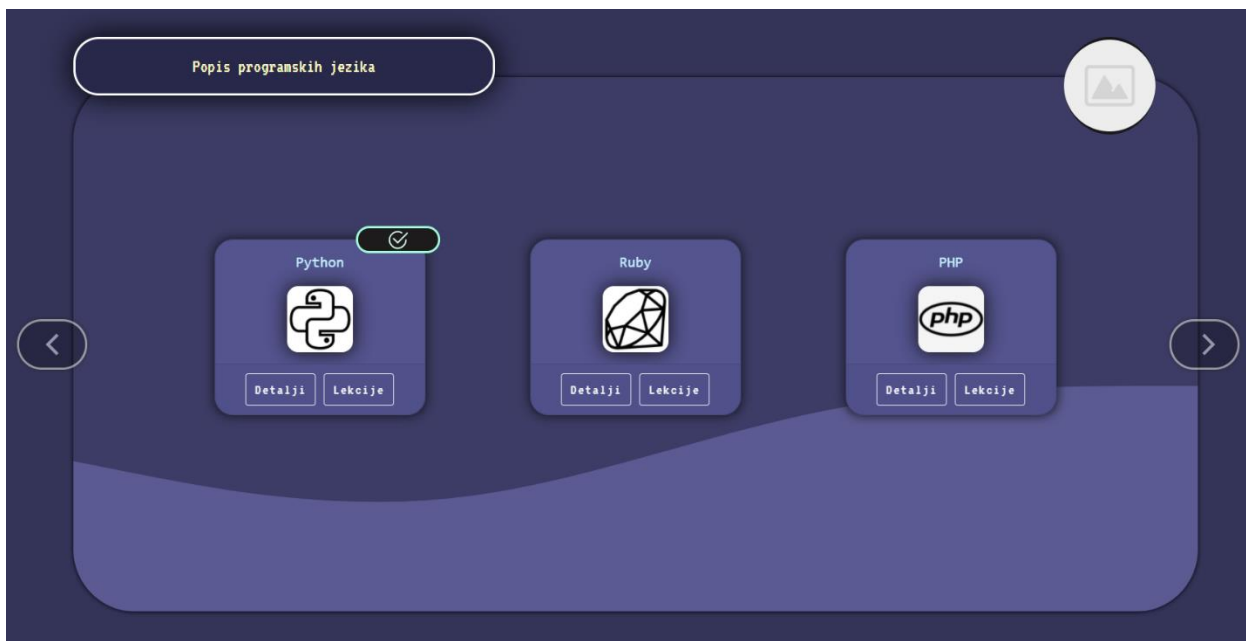 Popis programskih jezika
Python
Ruby
PHP
php
Detalji
Lekcije
Detalji
Lekcije
Detalji
Lekcije